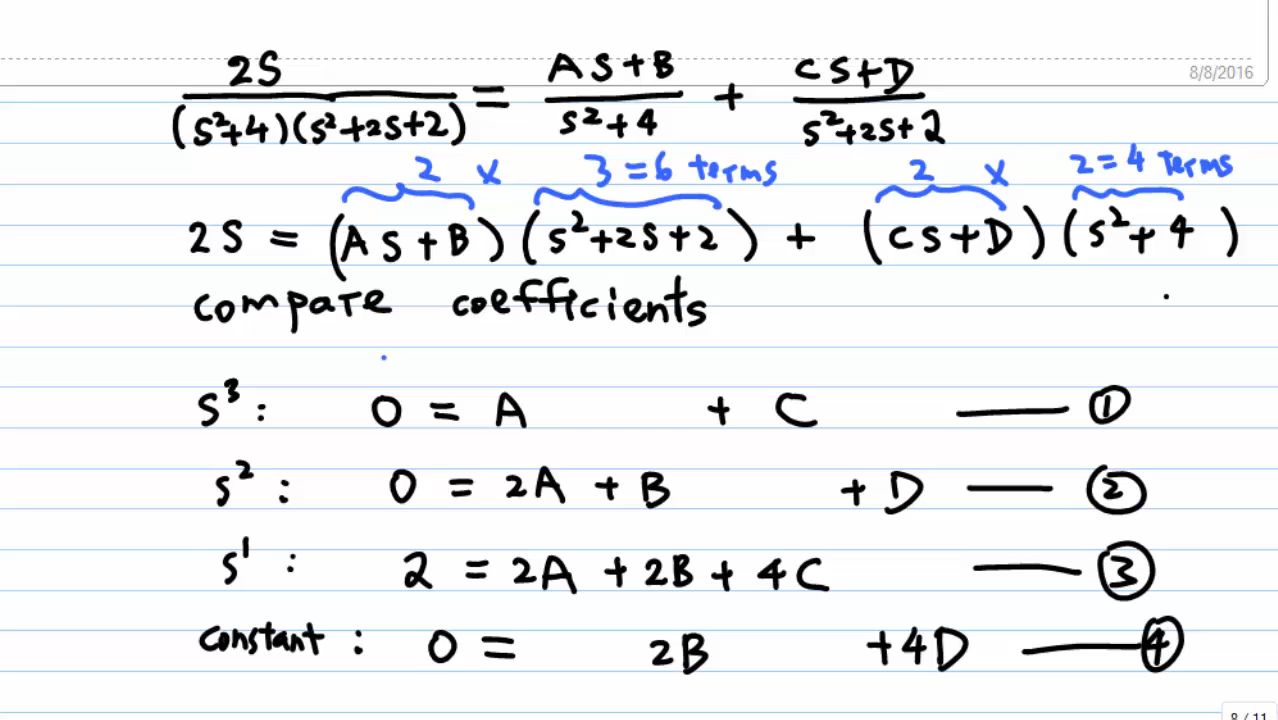 8/8/2016
2S/((S²+4)(S²+2S+2)) = (AS+B)/(S²+4) + (CS+D)/(S²+2S+2)
2 x 3 = 6 terms 2 x 2 = 4 terms
2S = (AS+B)(S²+2S+2) + (CS+D)(S²+4)
compare coefficients
S³: 0 = A + C —— ①
S²: 0 = 2A + B + D —— ②
S¹: 2 = 2A + 2B + 4C —— ③
constant: 0 = 2B + 4D —— ④
8 / 11